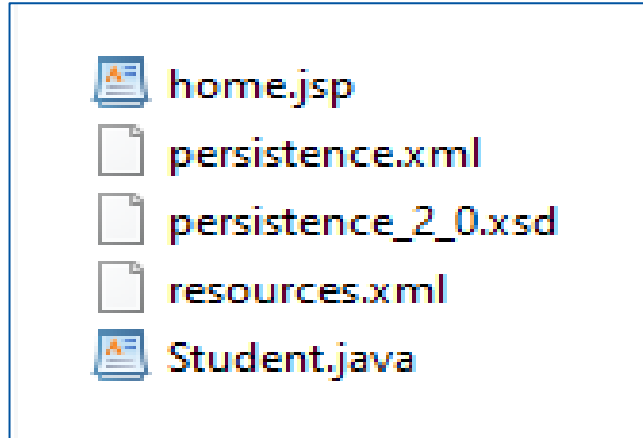 home.jsp
persistence.xml
persistence_2_0.xsd
resources.xml
Student.java